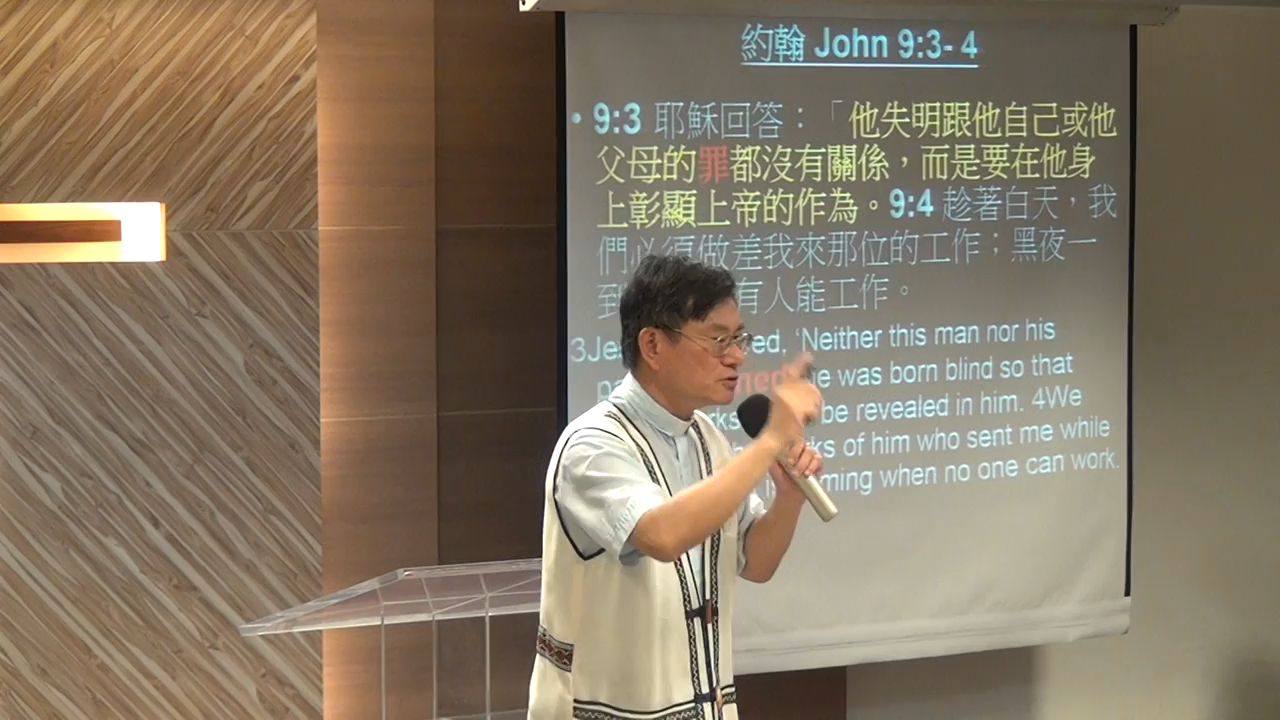 約翰 John 9:3- 4
• 9:3 耶穌回答：「他失明跟他自己或他
父母的罪都沒有關係，而是要在他身
上彰顯上帝的作為。9:4 趁著白天，我
們必須做差我來那位的工作；黑夜一
到 有人能工作。
3Je ed, ‘Neither this man nor his
he was born blind so that
rks be revealed in him. 4We
rks of him who sent me while
ming when no one can work.